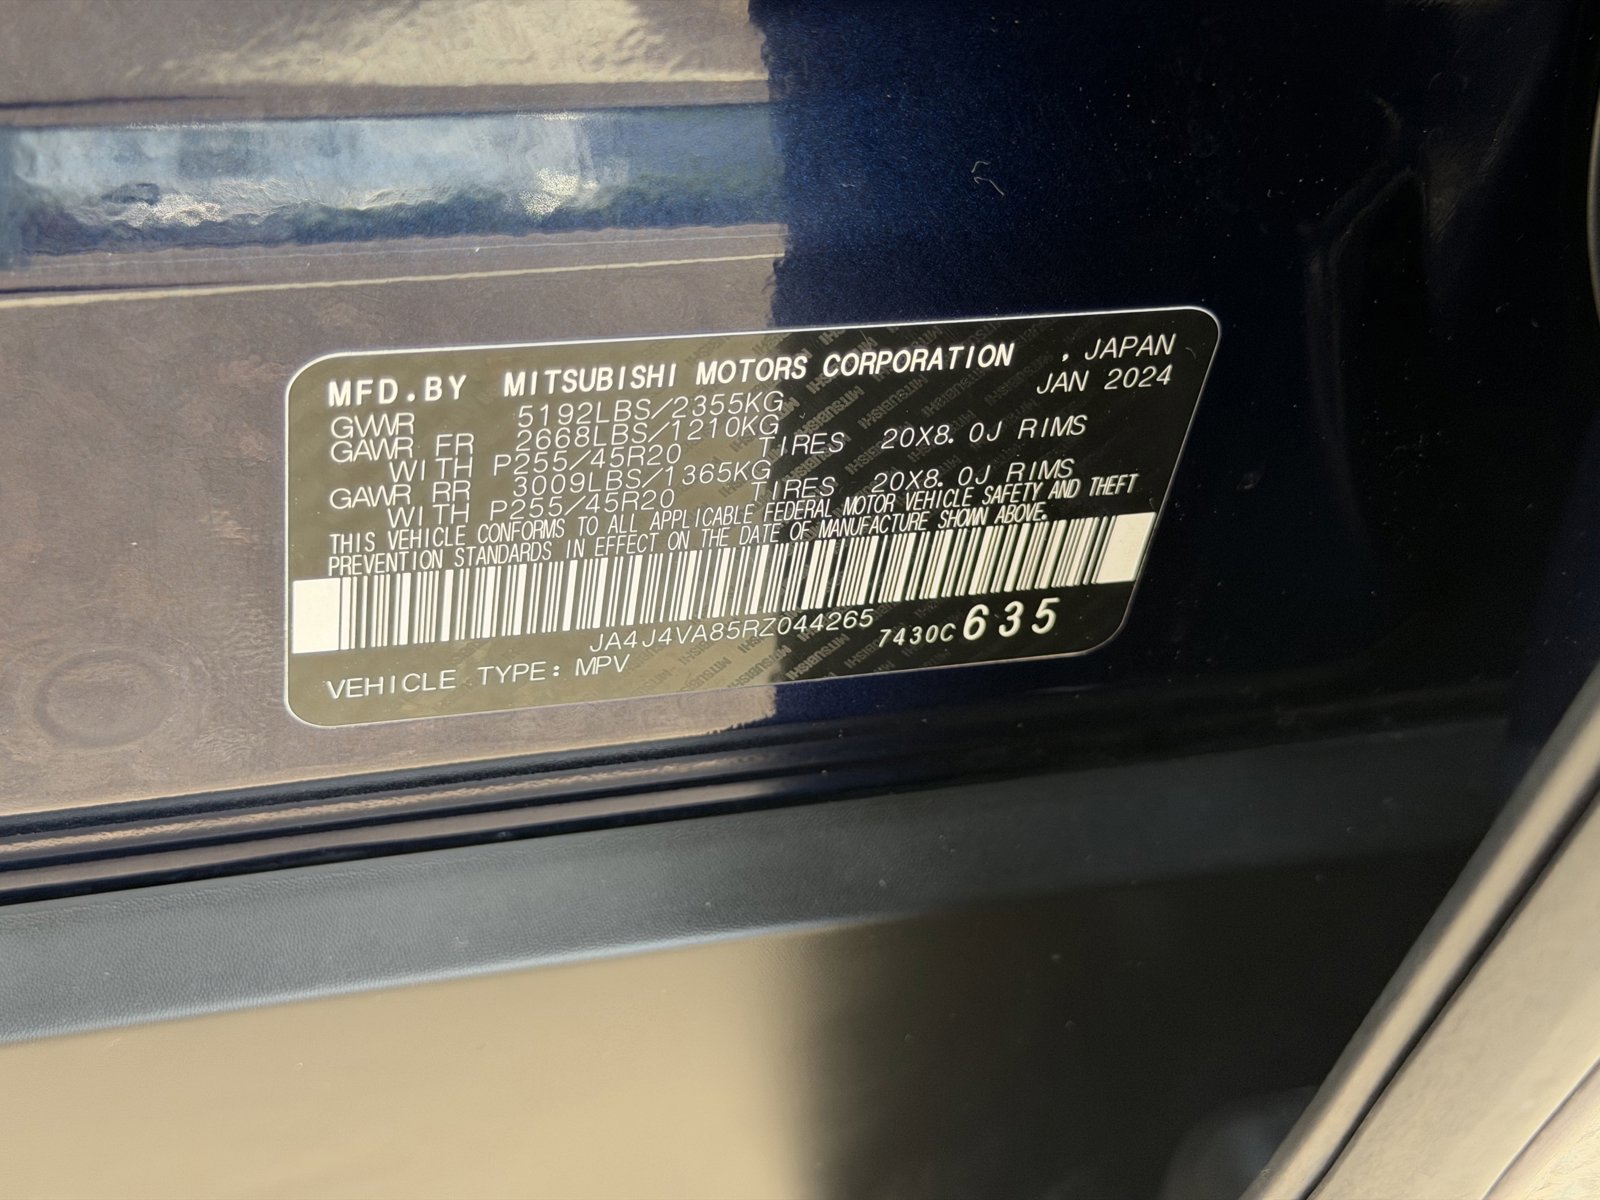 MFD.BY MITSUBISHI MOTORS CORPORATION , JAPAN
JAN 2024
GVWR 5192LBS/2355KG
GAWR FR 2668LBS/1210KG
WITH P255/45R20 TIRES 20X8.0J RIMS
GAWR RR 3009LBS/1365KG
WITH P255/45R20 TIRES 20X8.0J RIMS
THIS VEHICLE CONFORMS TO ALL APPLICABLE FEDERAL MOTOR VEHICLE SAFETY AND THEFT
PREVENTION STANDARDS IN EFFECT ON THE DATE OF MANUFACTURE SHOWN ABOVE.
JA4J4VA85RZ044265 7430C 635
VEHICLE TYPE: MPV